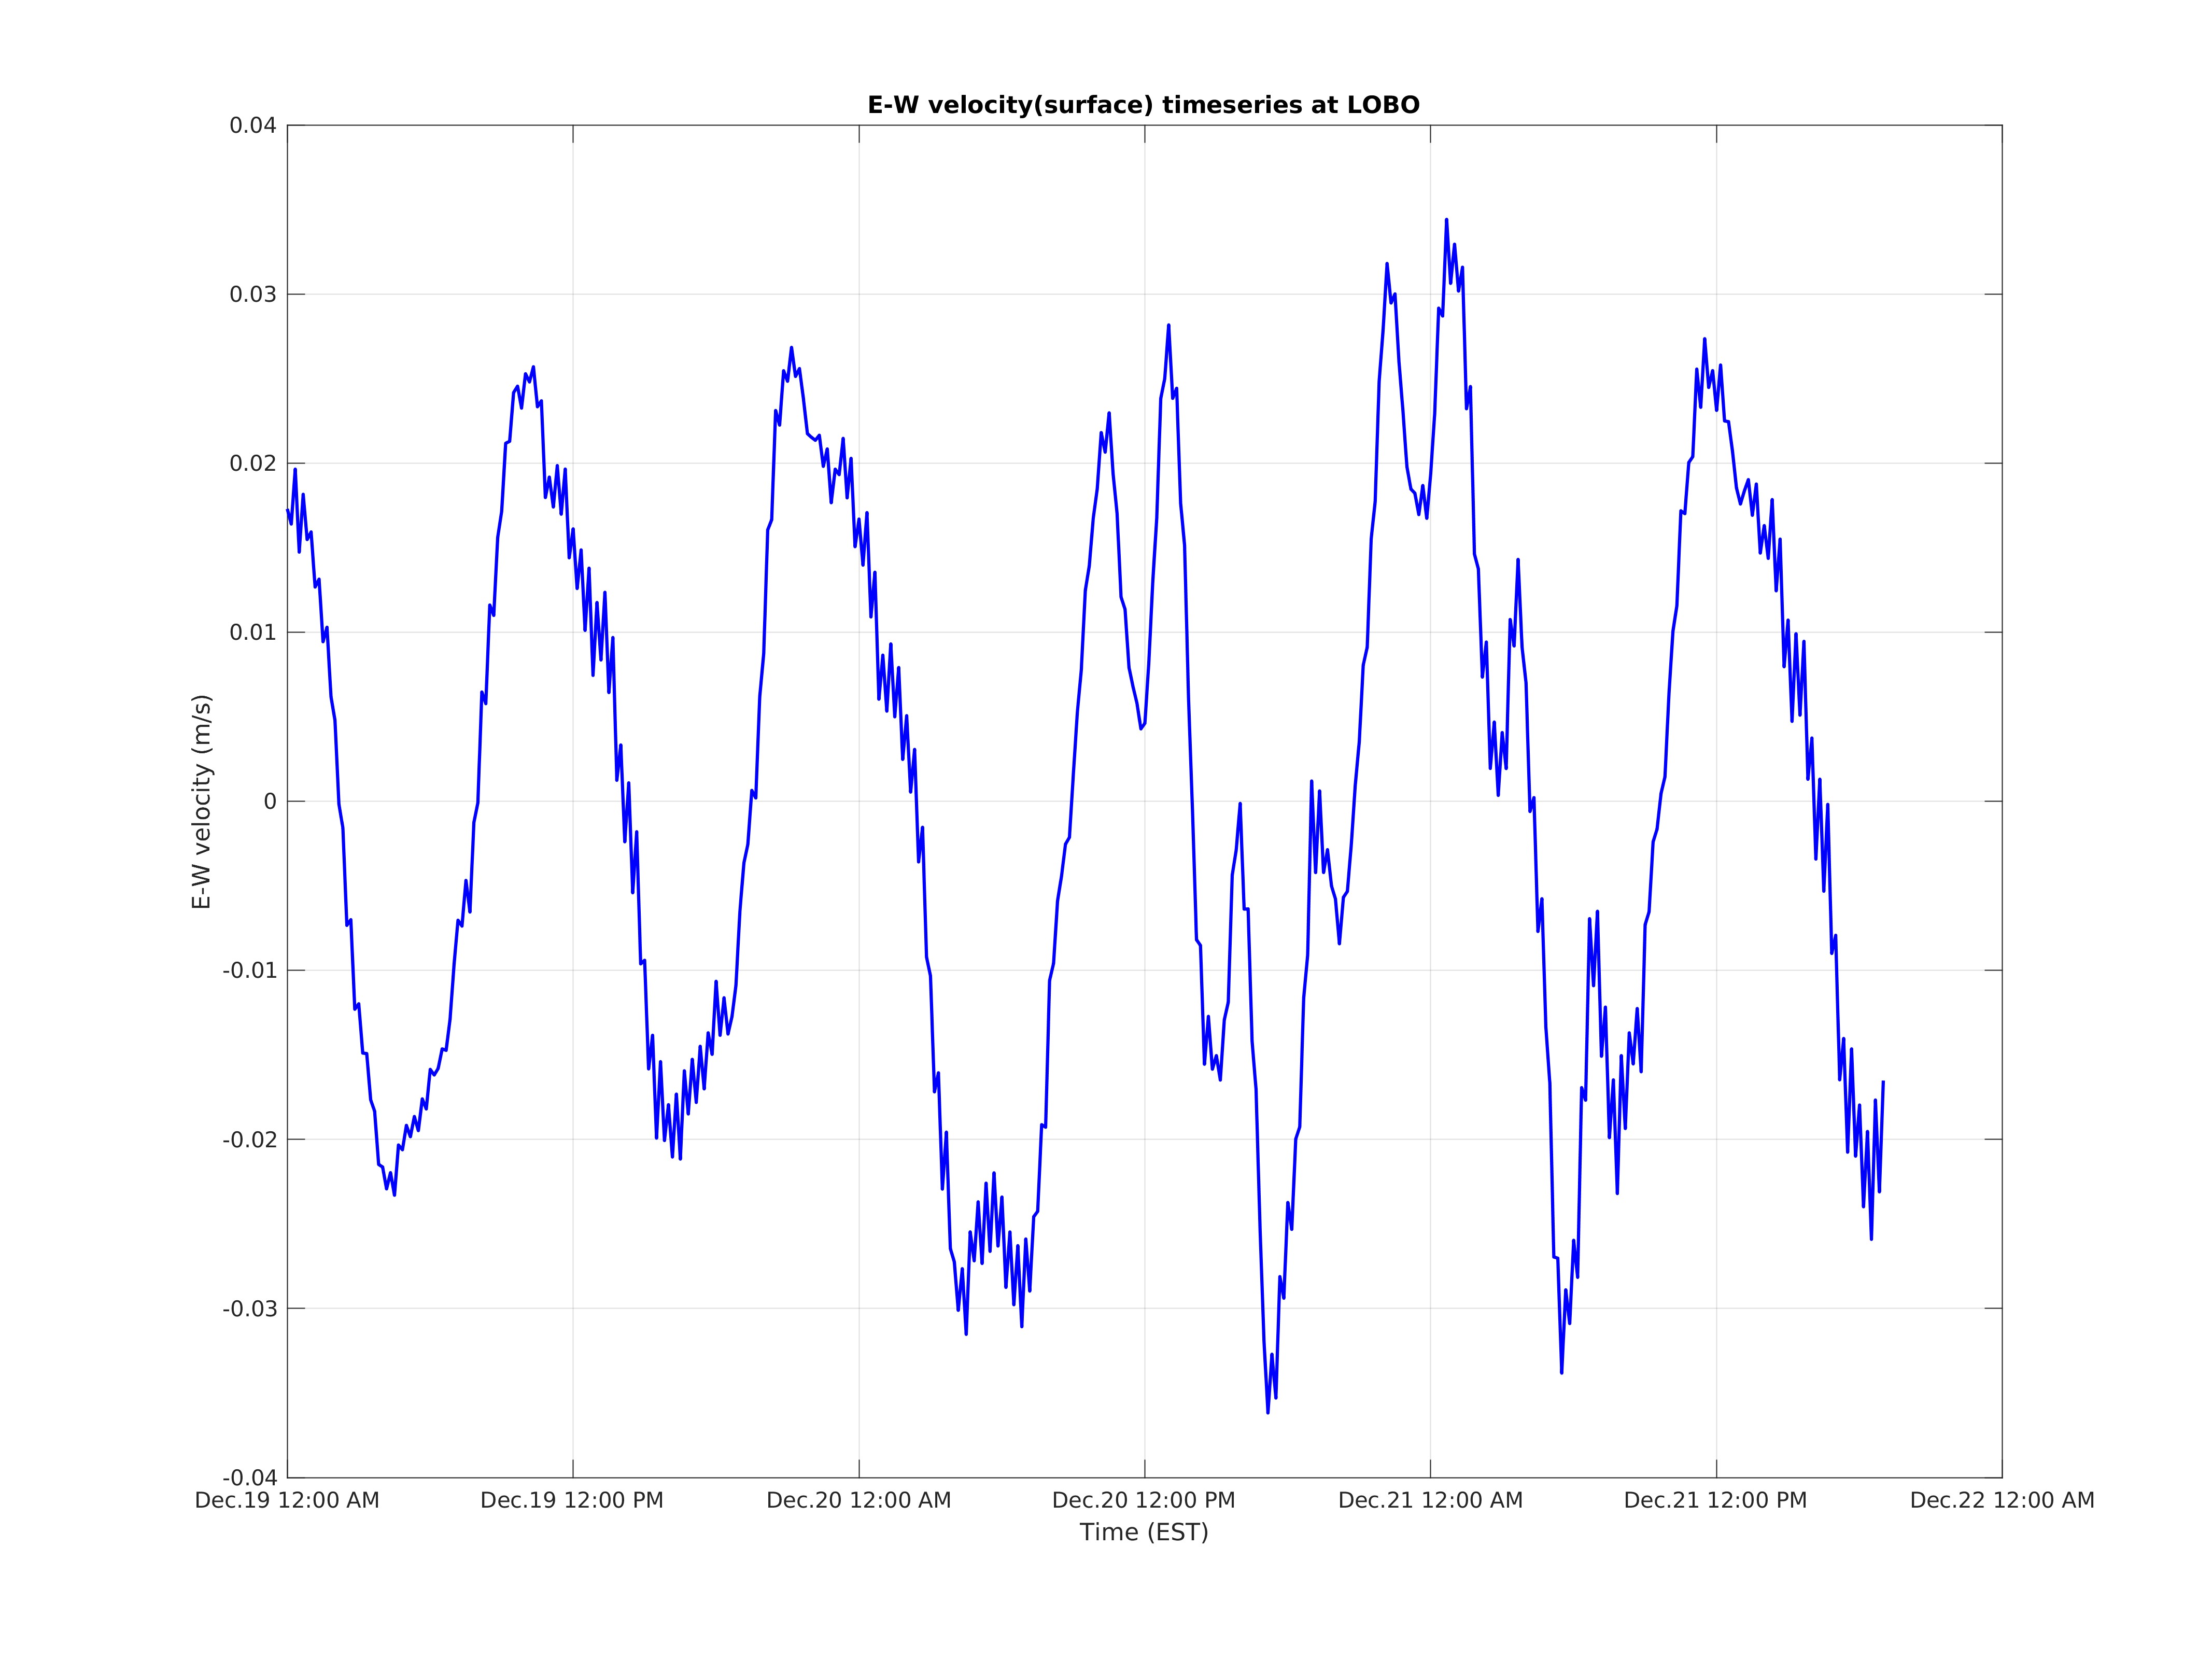 E-W velocity(surface) timeseries at LOBO
0.04
0.03
0.02
0.01
0
-0.01
-0.02
-0.03
-0.04
E-W velocity (m/s)
Dec.19 12:00 AM Dec.19 12:00 PM Dec.20 12:00 AM Dec.20 12:00 PM Dec.21 12:00 AM Dec.21 12:00 PM Dec.22 12:00 AM
Time (EST)